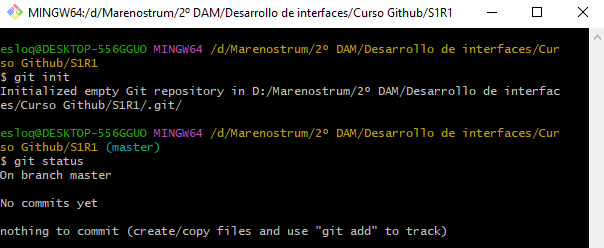 MINGW64:/d/Marenostrum/2º DAM/Desarrollo de interfaces/Curso Github/S1R1
esloq@DESKTOP-556GGUO MINGW64 /d/Marenostrum/2º DAM/Desarrollo de interfaces/Cur
so Github/S1R1
$ git init
Initialized empty Git repository in D:/Marenostrum/2º DAM/Desarrollo de interfac
es/Curso Github/S1R1/.git/
esloq@DESKTOP-556GGUO MINGW64 /d/Marenostrum/2º DAM/Desarrollo de interfaces/Cur
so Github/S1R1 (master)
$ git status
On branch master
No commits yet
nothing to commit (create/copy files and use "git add" to track)